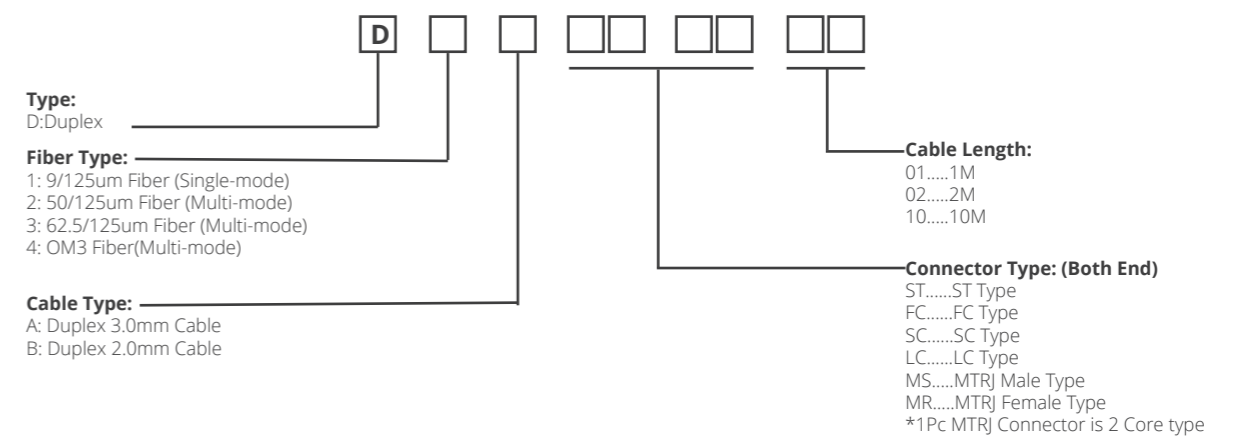 D
Type:
D:Duplex
Fiber Type:
1: 9/125um Fiber (Single-mode)
2: 50/125um Fiber (Multi-mode)
3: 62.5/125um Fiber (Multi-mode)
4: OM3 Fiber(Multi-mode)
Cable Type:
A: Duplex 3.0mm Cable
B: Duplex 2.0mm Cable
Cable Length:
01.....1M
02.....2M
10.....10M
Connector Type: (Both End)
ST......ST Type
FC......FC Type
SC......SC Type
LC......LC Type
MS.....MTRJ Male Type
MR.....MTRJ Female Type
*1Pc MTRJ Connector is 2 Core type